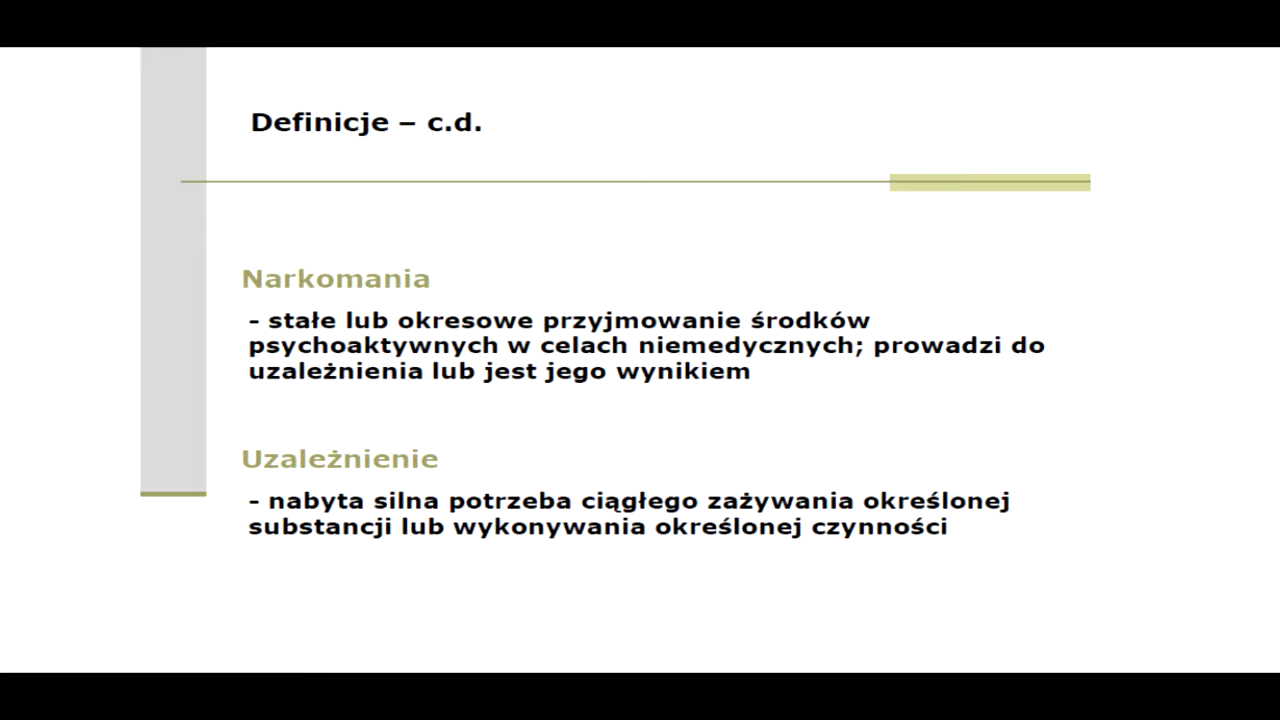 Definicje – c.d.
Narkomania
- stałe lub okresowe przyjmowanie środków
psychoaktywnych w celach niemedycznych; prowadzi do
uzależnienia lub jest jego wynikiem
Uzależnienie
- nabyta silna potrzeba ciągłego zażywania określonej
substancji lub wykonywania określonej czynności